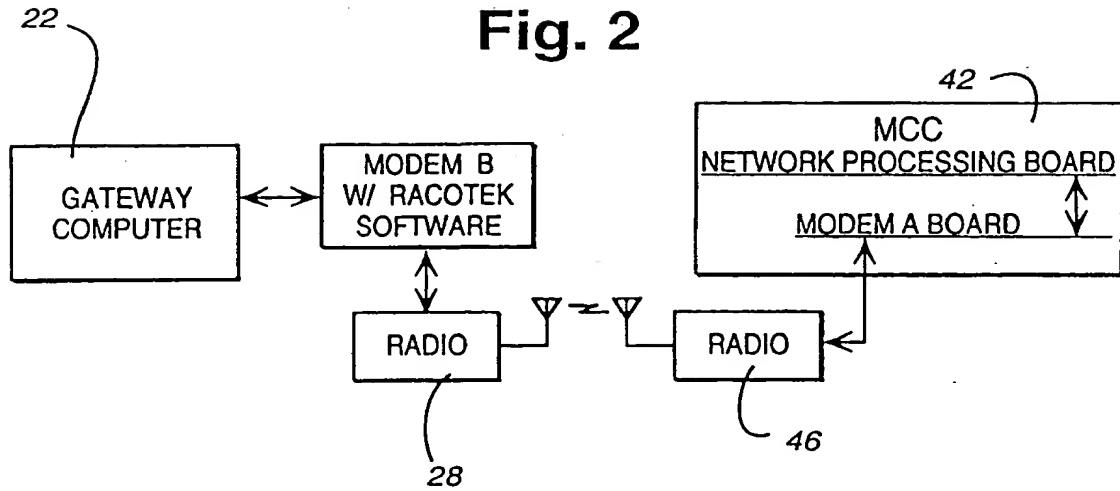 Fig. 2
22
GATEWAY
COMPUTER
MODEM B
W/ RACOTEK
SOFTWARE
RADIO
28
42
MCC
NETWORK PROCESSING BOARD
MODEM A BOARD
RADIO
46